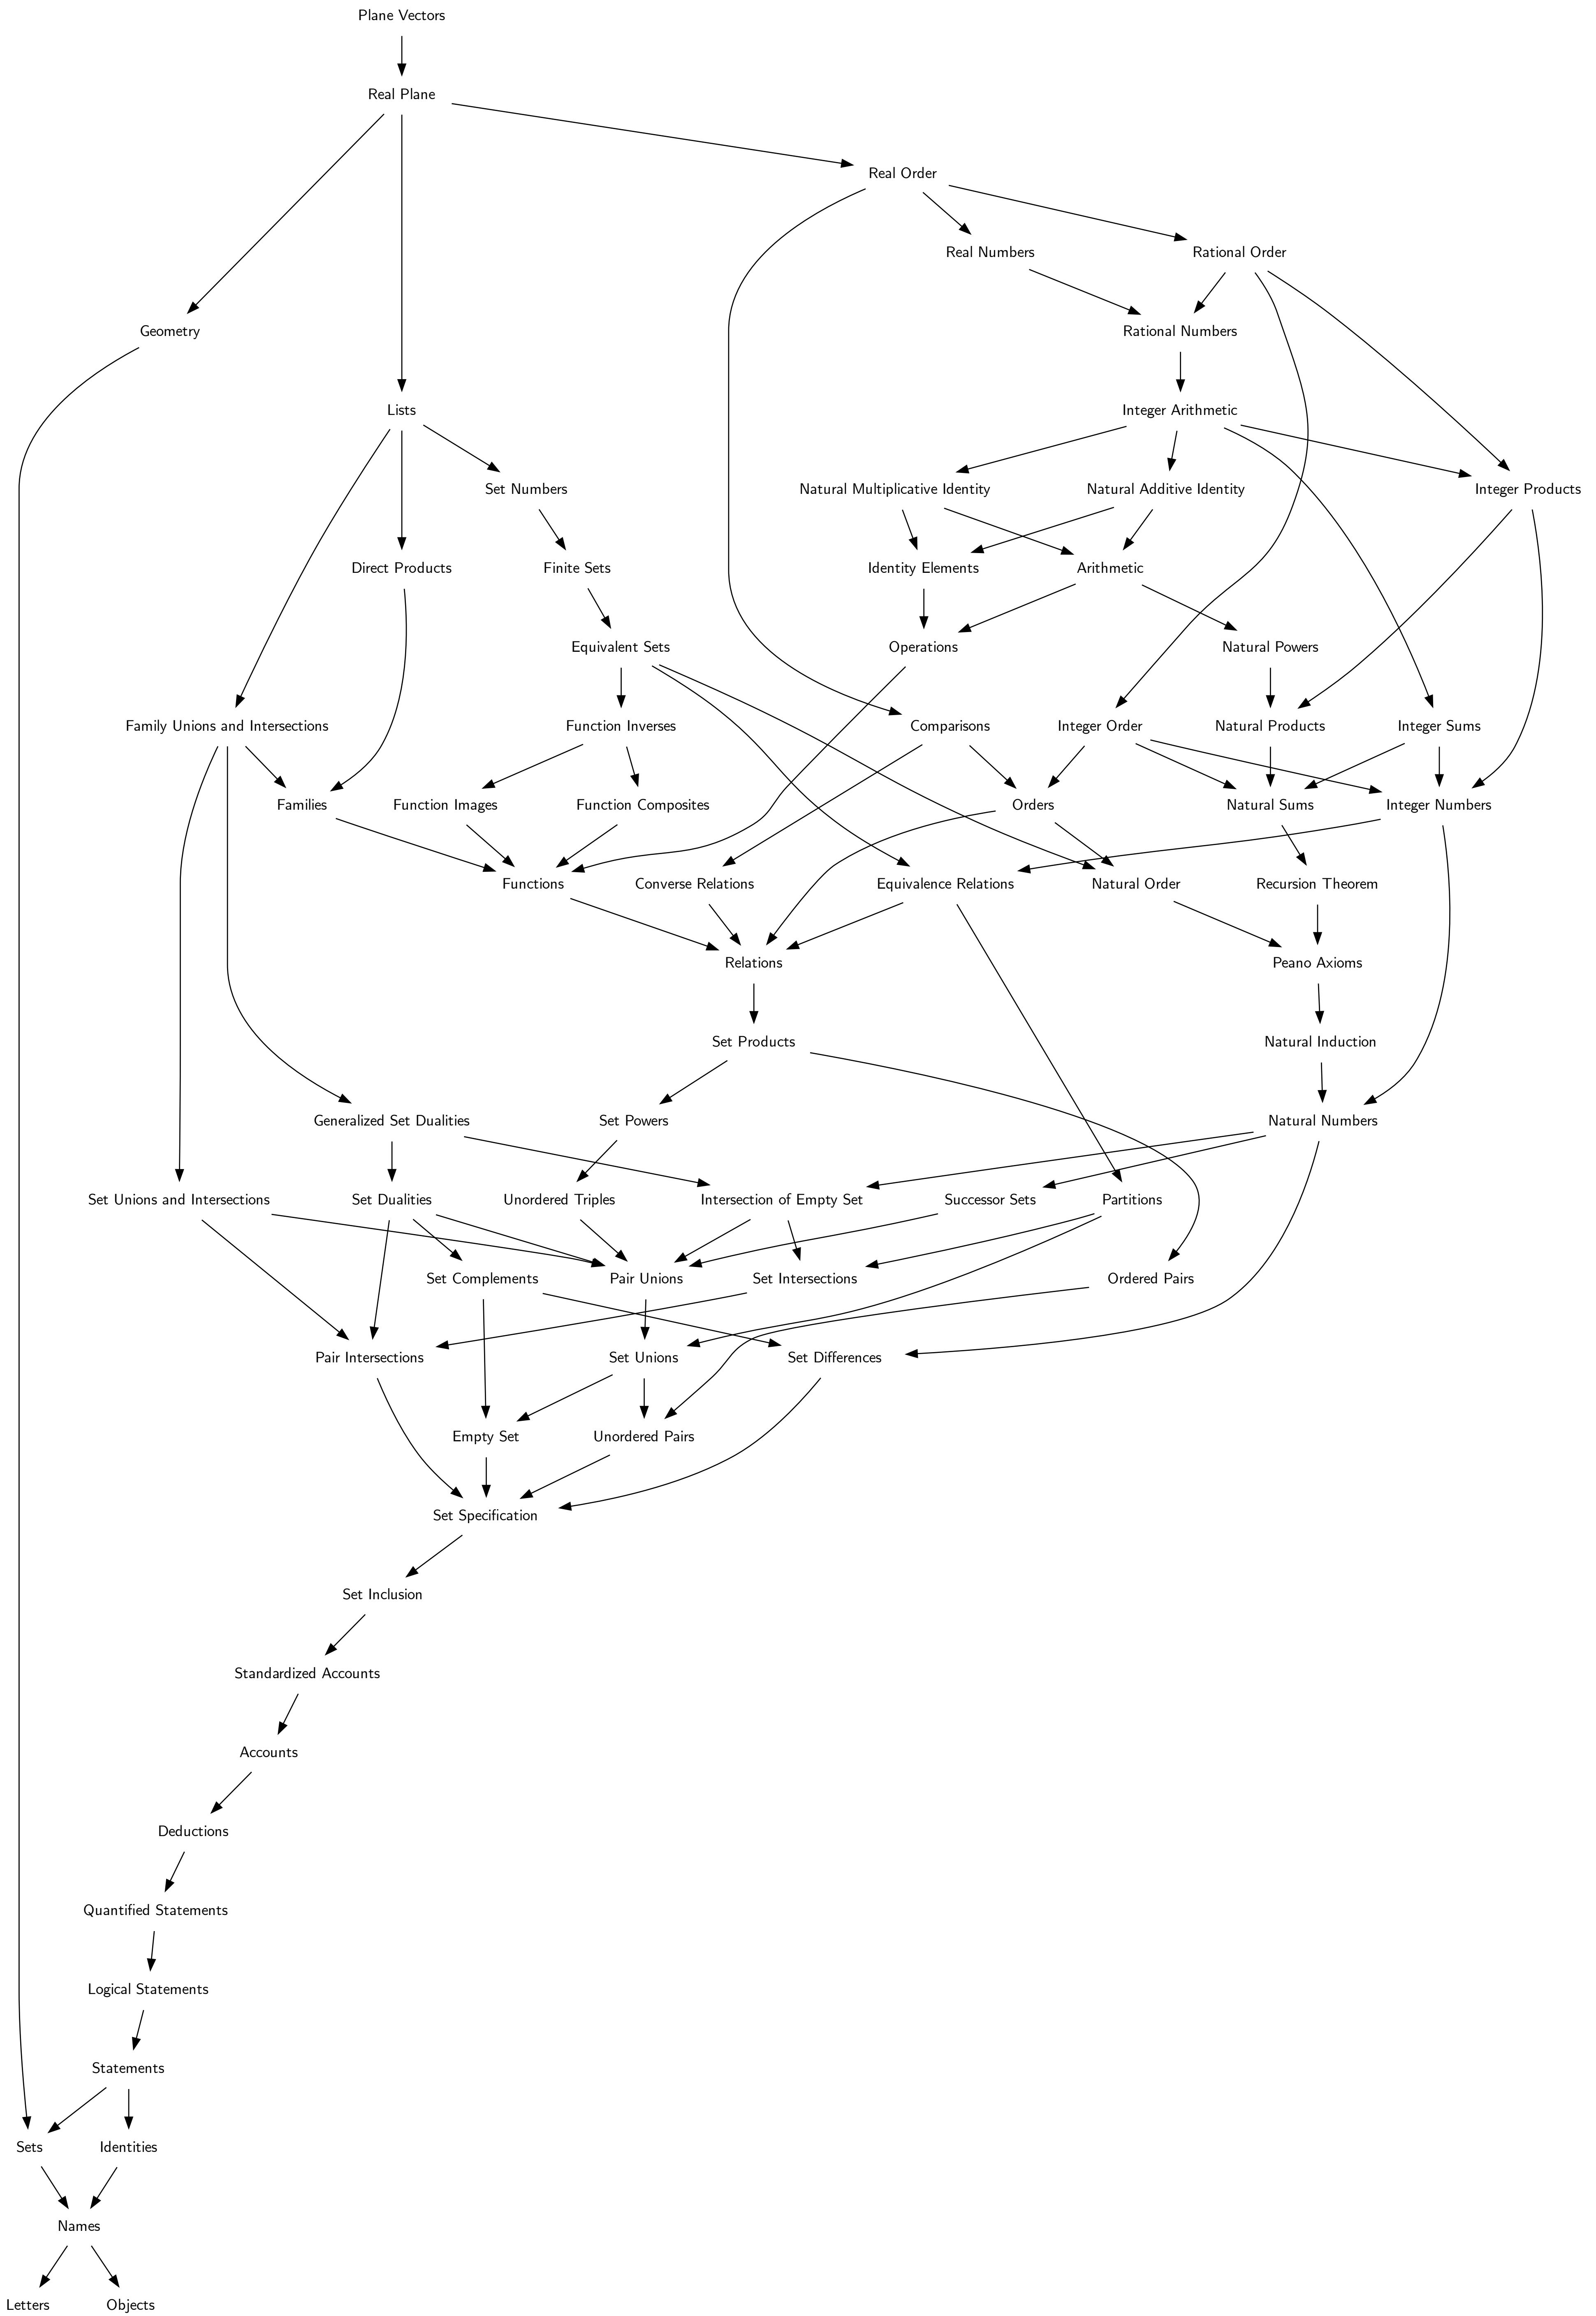 Plane Vectors
Real Plane
Real Order
Real Numbers
Rational Order
Geometry
Rational Numbers
Lists
Integer Arithmetic
Set Numbers
Natural Multiplicative Identity
Natural Additive Identity
Integer Products
Direct Products
Finite Sets
Identity Elements
Arithmetic
Equivalent Sets
Operations
Natural Powers
Family Unions and Intersections
Function Inverses
Comparisons
Integer Order
Natural Products
Integer Sums
Families
Function Images
Function Composites
Orders
Natural Sums
Integer Numbers
Functions
Converse Relations
Equivalence Relations
Natural Order
Recursion Theorem
Relations
Peano Axioms
Set Products
Natural Induction
Generalized Set Dualities
Set Powers
Natural Numbers
Set Unions and Intersections
Set Dualities
Unordered Triples
Intersection of Empty Set
Successor Sets
Partitions
Set Complements
Pair Unions
Set Intersections
Ordered Pairs
Pair Intersections
Set Unions
Set Differences
Empty Set
Unordered Pairs
Set Specification
Set Inclusion
Standardized Accounts
Accounts
Deductions
Quantified Statements
Logical Statements
Statements
Sets
Identities
Names
Letters
Objects